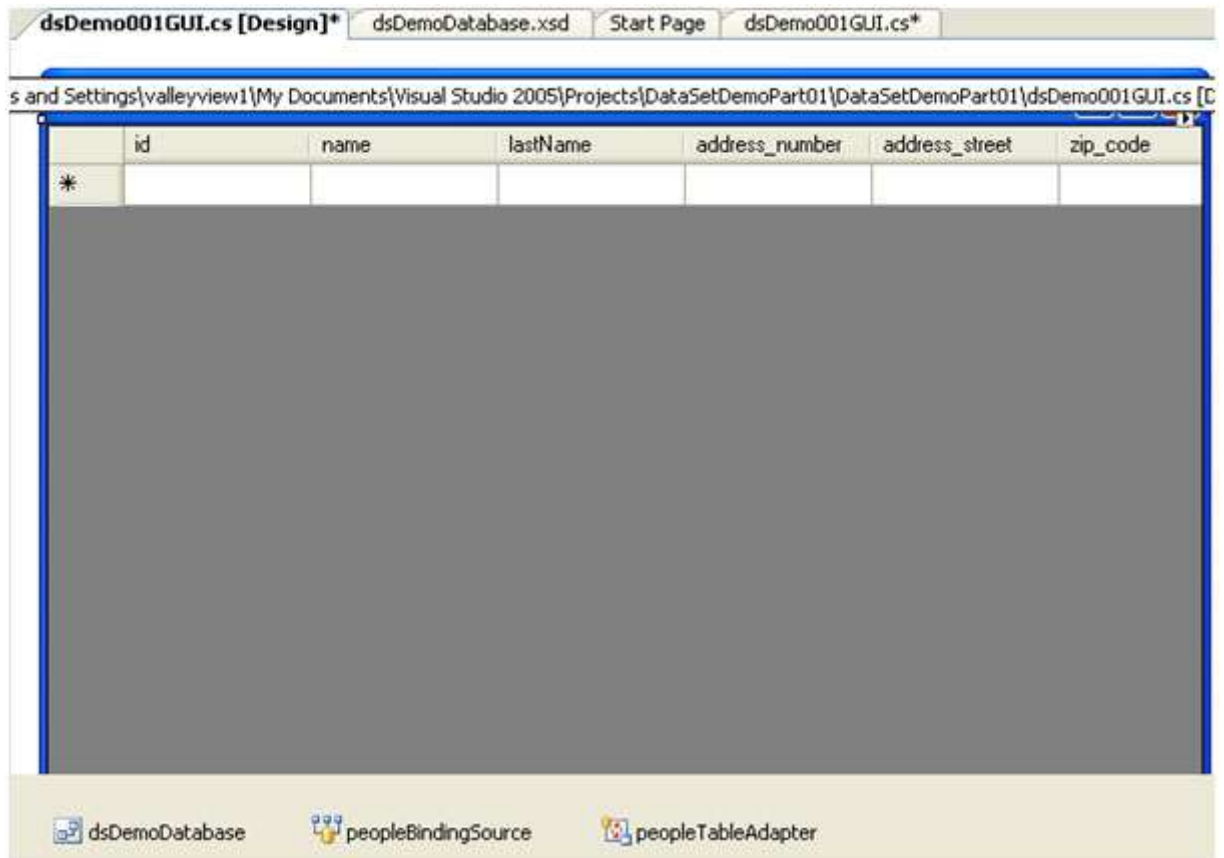 dsDemo001GUI.cs [Design]* dsDemoDatabase.xsd Start Page dsDemo001GUI.cs*
s and Settings\valleyview1\My Documents\Visual Studio 2005\Projects\DataSetDemoPart01\DataSetDemoPart01\dsDemo001GUI.cs [D
id name lastName address_number address_street zip_code
*
dsDemoDatabase peopleBindingSource peopleTableAdapter